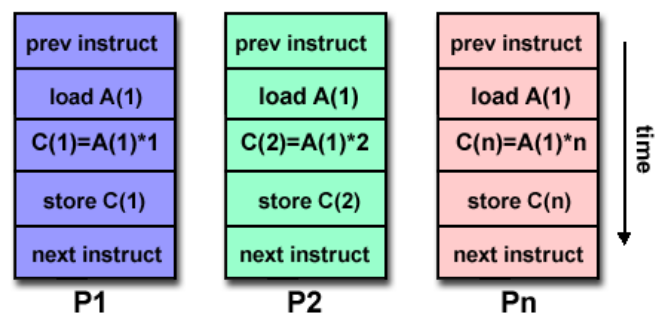 prev instruct
load A(1)
C(1)=A(1)*1
store C(1)
next instruct
P1
prev instruct
load A(1)
C(2)=A(1)*2
store C(2)
next instruct
P2
prev instruct
load A(1)
C(n)=A(1)*n
store C(n)
next instruct
Pn
time